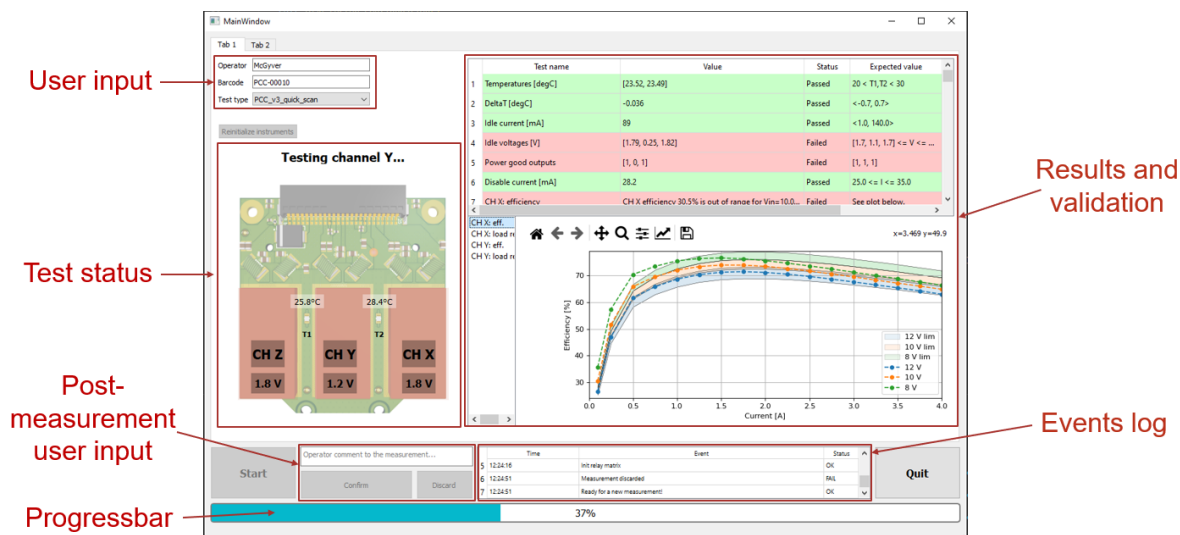 MainWindow
Tab 1 Tab 2
User input
Operator McGyver
Barcode PCC-00010
Test type PCC_v3_quick_scan
Reinitialize instruments
Test status
Testing channel Y...
25.8°C 28.4°C
T1 T2
CH Z CH Y CH X
1.8 V 1.2 V 1.8 V
Test name Value Status Expected value
1 Temperatures [degC] [23.52, 23.49] Passed 20 < T1,T2 < 30
2 DeltaT [degC] -0.036 Passed <-0.7, 0.7>
3 Idle current [mA] 89 Passed <1.0, 140.0>
4 Idle voltages [V] [1.79, 0.25, 1.82] Failed [1.7, 1.1, 1.7] <= V <= ...
5 Power good outputs [1, 0, 1] Failed [1, 1, 1]
6 Disable current [mA] 28.2 Passed 25.0 <= I <= 35.0
7 CH X: efficiency CH X efficiency 30.5% is out of range for Vin=10.0... Failed See plot below.
Results and
validation
CH X: eff.
CH X: load re
CH Y: eff.
CH Y: load re
x=3.469 y=49.9
Efficiency [%]
70
60
50
40
30
0.0 0.5 1.0 1.5 2.0 2.5 3.0 3.5 4.0
Current [A]
12 V lim
10 V lim
8 V lim
12 V
10 V
8 V
Post-
measurement
user input
Start
Operator comment to the measurement...
Confirm Discard
Time Event Status
5 12:24:16 Init relay matrix OK
6 12:24:51 Measurement discarded FAIL
7 12:24:51 Ready for a new measurement! OK
Events log
Quit
Progressbar
37%